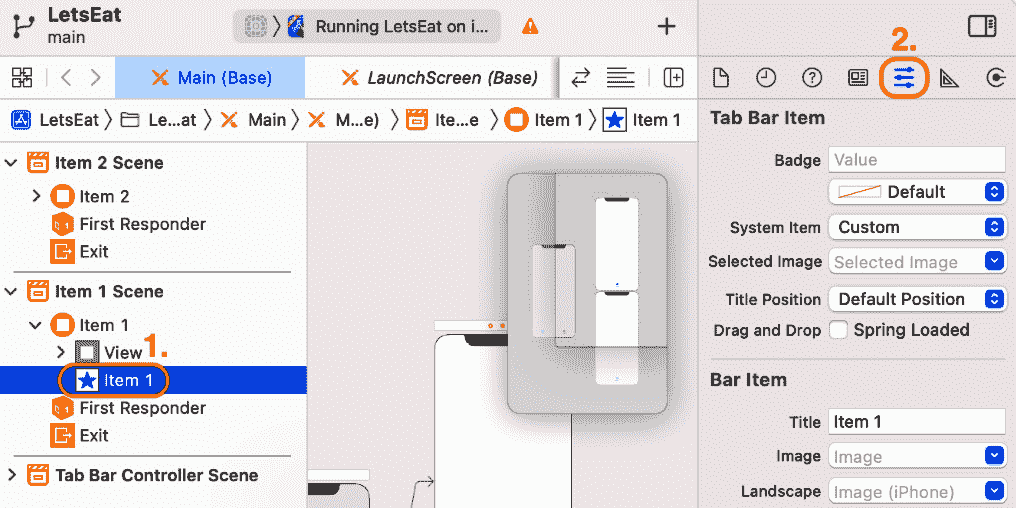 LetsEat
main
Running LetsEat on i...
2.
Main (Base)
LaunchScreen (Base)
LetsEat
Le...at
Main
M...e)
Ite...e
Item 1
Item 1
Item 2 Scene
Item 2
First Responder
Exit
Item 1 Scene
Item 1
1.
View
Item 1
First Responder
Exit
Tab Bar Controller Scene
Tab Bar Item
Badge Value
Default
System Item Custom
Selected Image Selected Image
Title Position Default Position
Drag and Drop Spring Loaded
Bar Item
Title Item 1
Image Image
Landscape Image (iPhone)